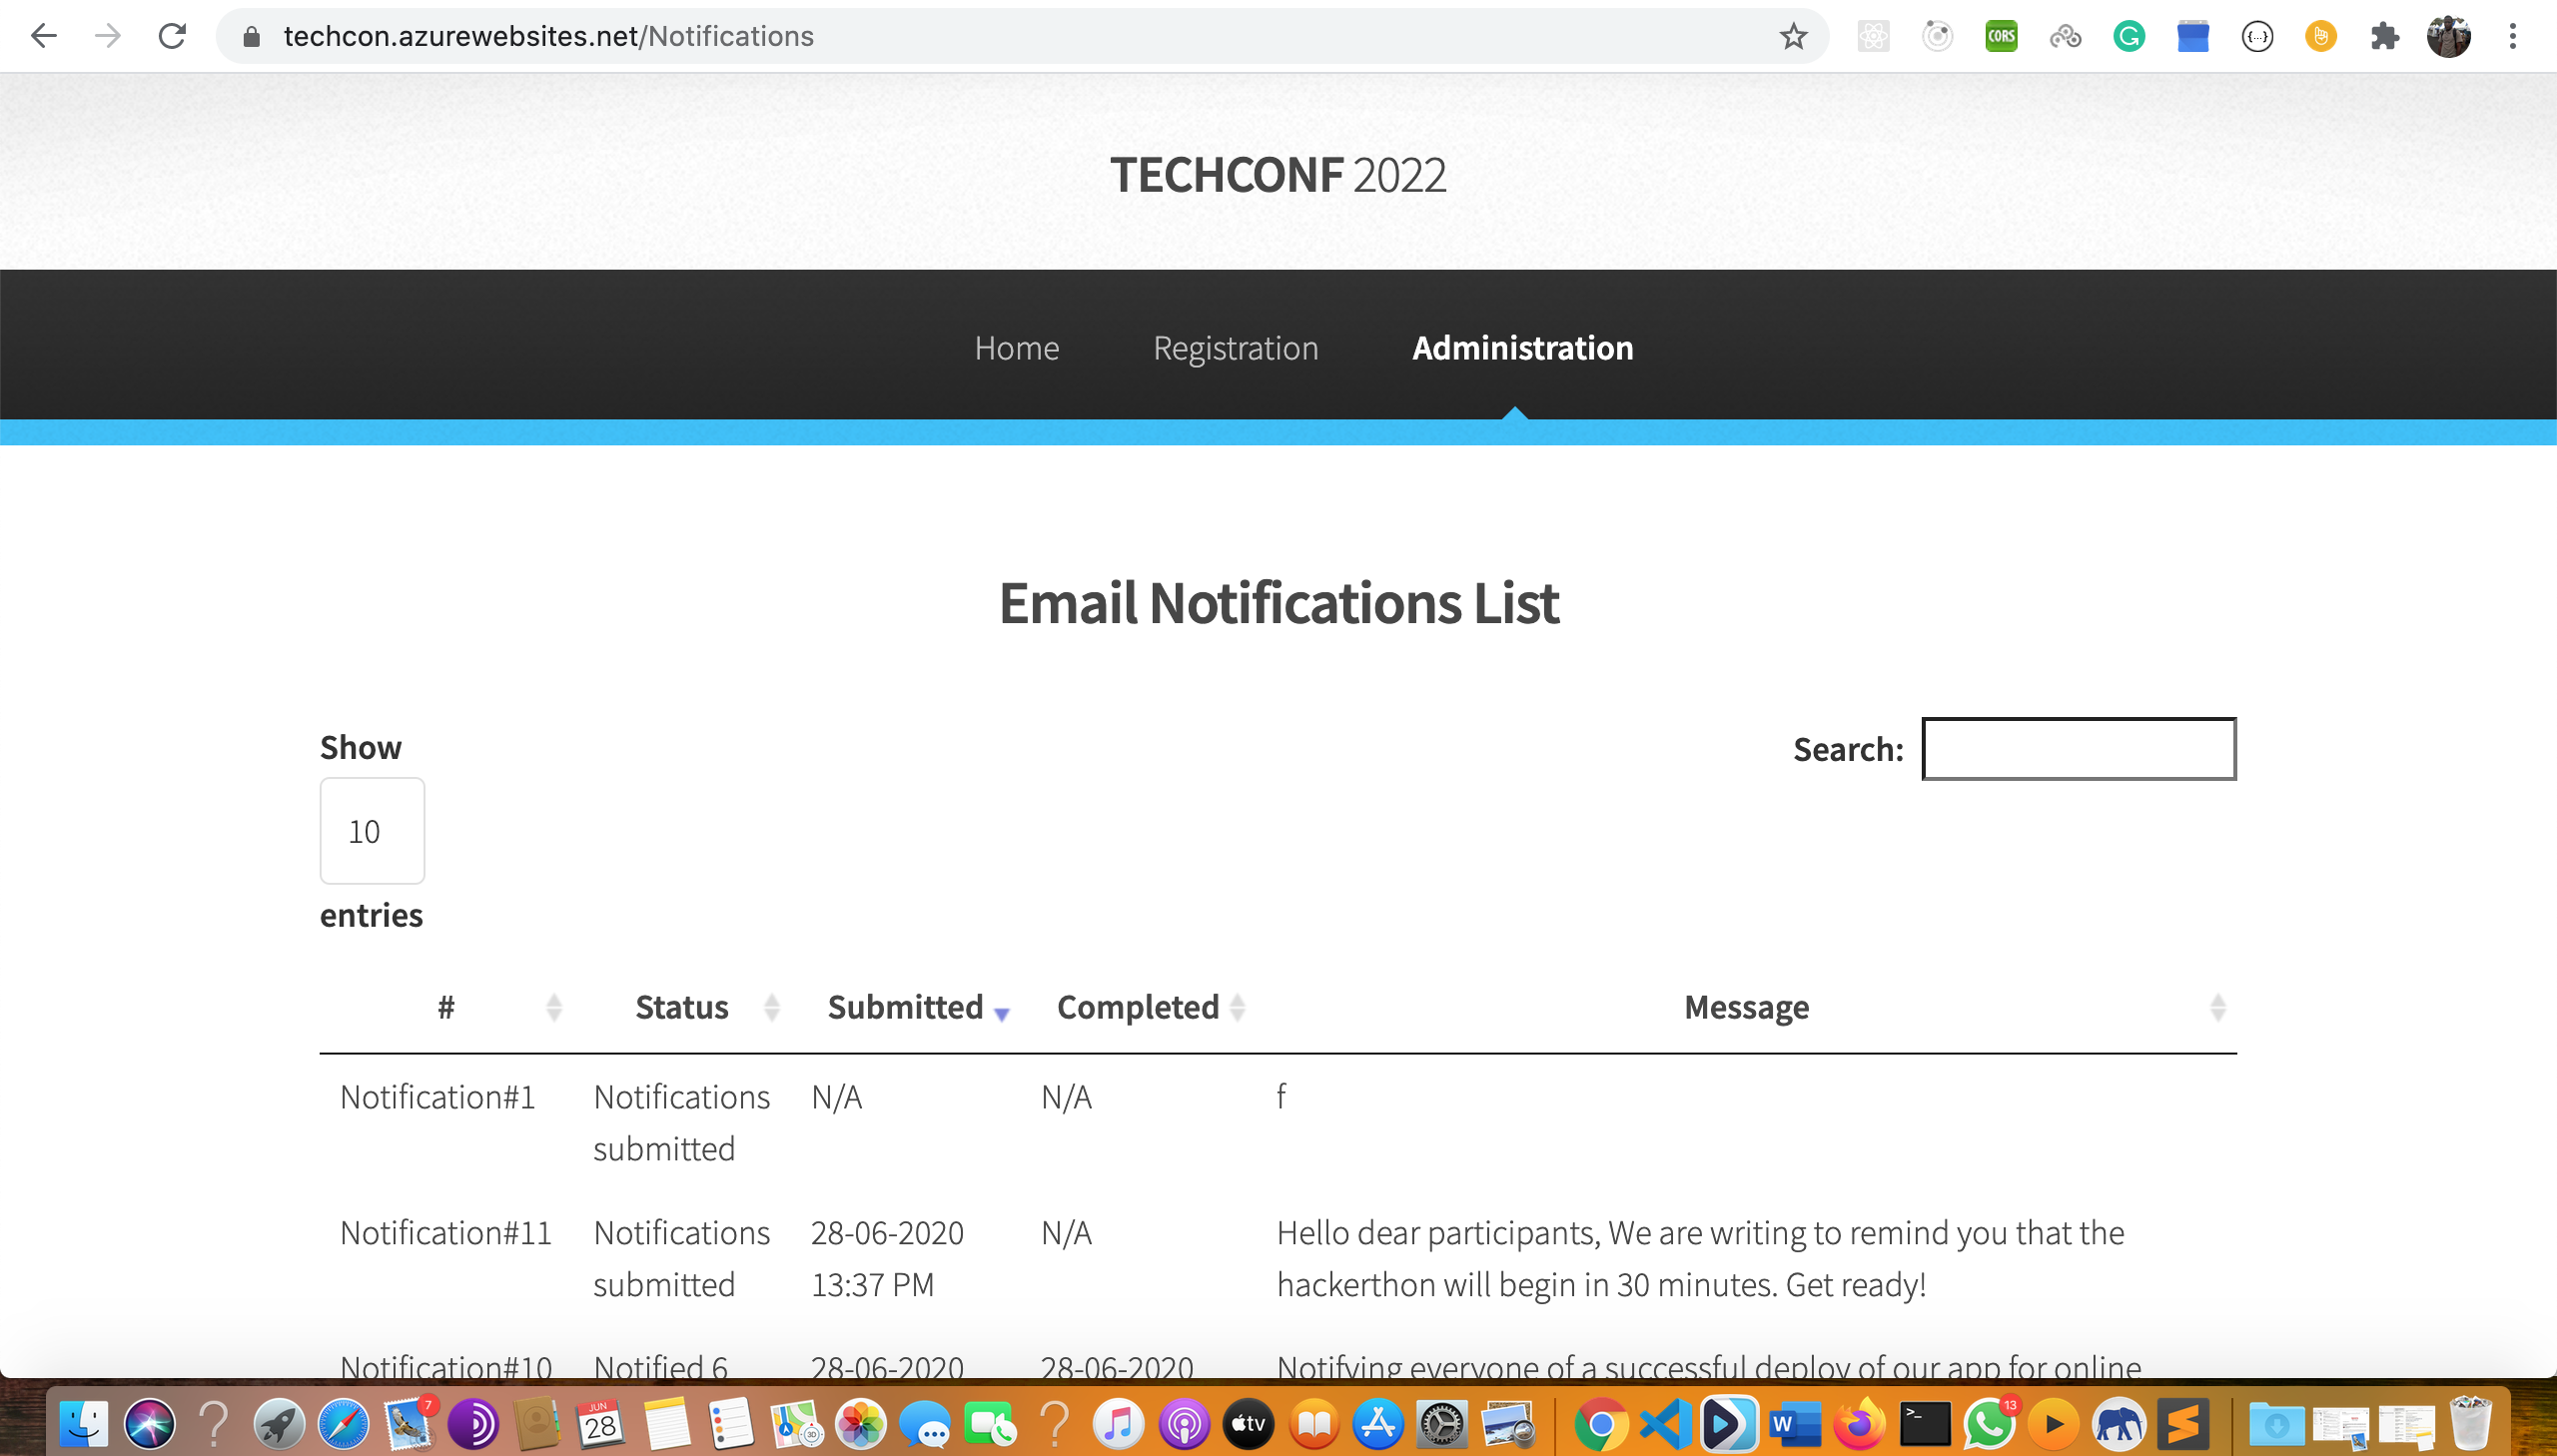 techcon.azurewebsites.net/Notifications
CORS
TECHCONF 2022
Home Registration Administration
Email Notifications List
Show
10
entries
Search:
# Status Submitted Completed Message
Notification#1 Notifications submitted N/A N/A f
Notification#11 Notifications submitted 28-06-2020 13:37 PM N/A Hello dear participants, We are writing to remind you that the
hackerthon will begin in 30 minutes. Get ready!
Notification#10 Notified 6 28-06-2020 28-06-2020 Notifying everyone of a successful deploy of our app for online
7
JUN
28
3D
tv
W
>_
13